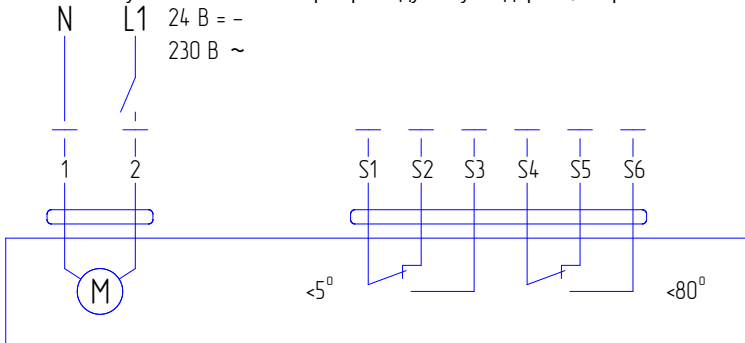 N L1 24 В = –
230 В ~
1 2 S1 S2 S3 S4 S5 S6
M <5° <80°